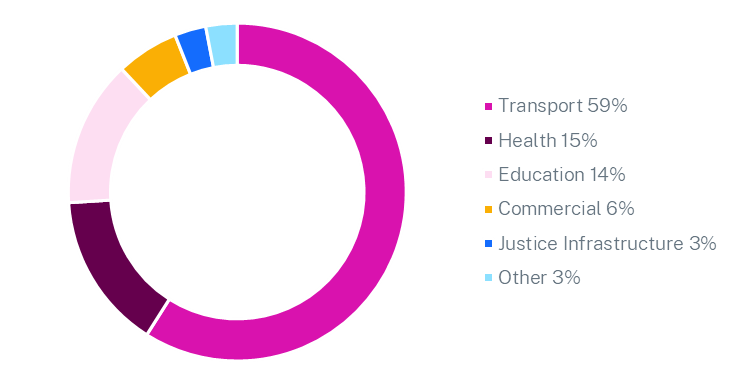 Transport 59%
Health 15%
Education 14%
Commercial 6%
Justice Infrastructure 3%
Other 3%